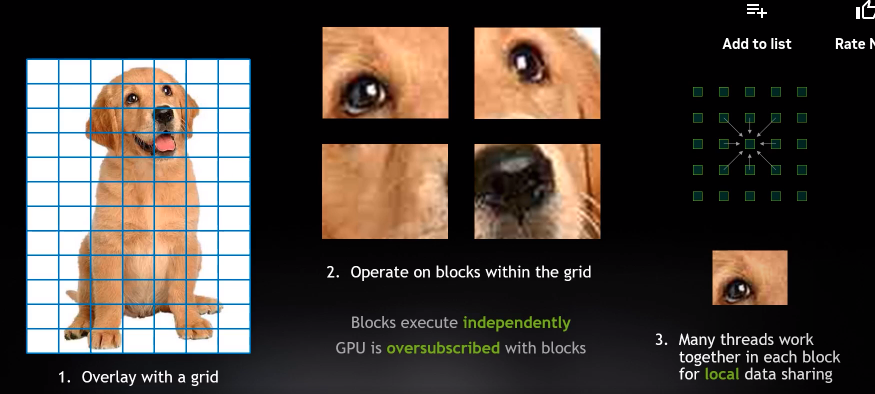 Add to list
Rate
1. Overlay with a grid
2. Operate on blocks within the grid
Blocks execute independently
GPU is oversubscribed with blocks
3. Many threads work
together in each block
for local data sharing